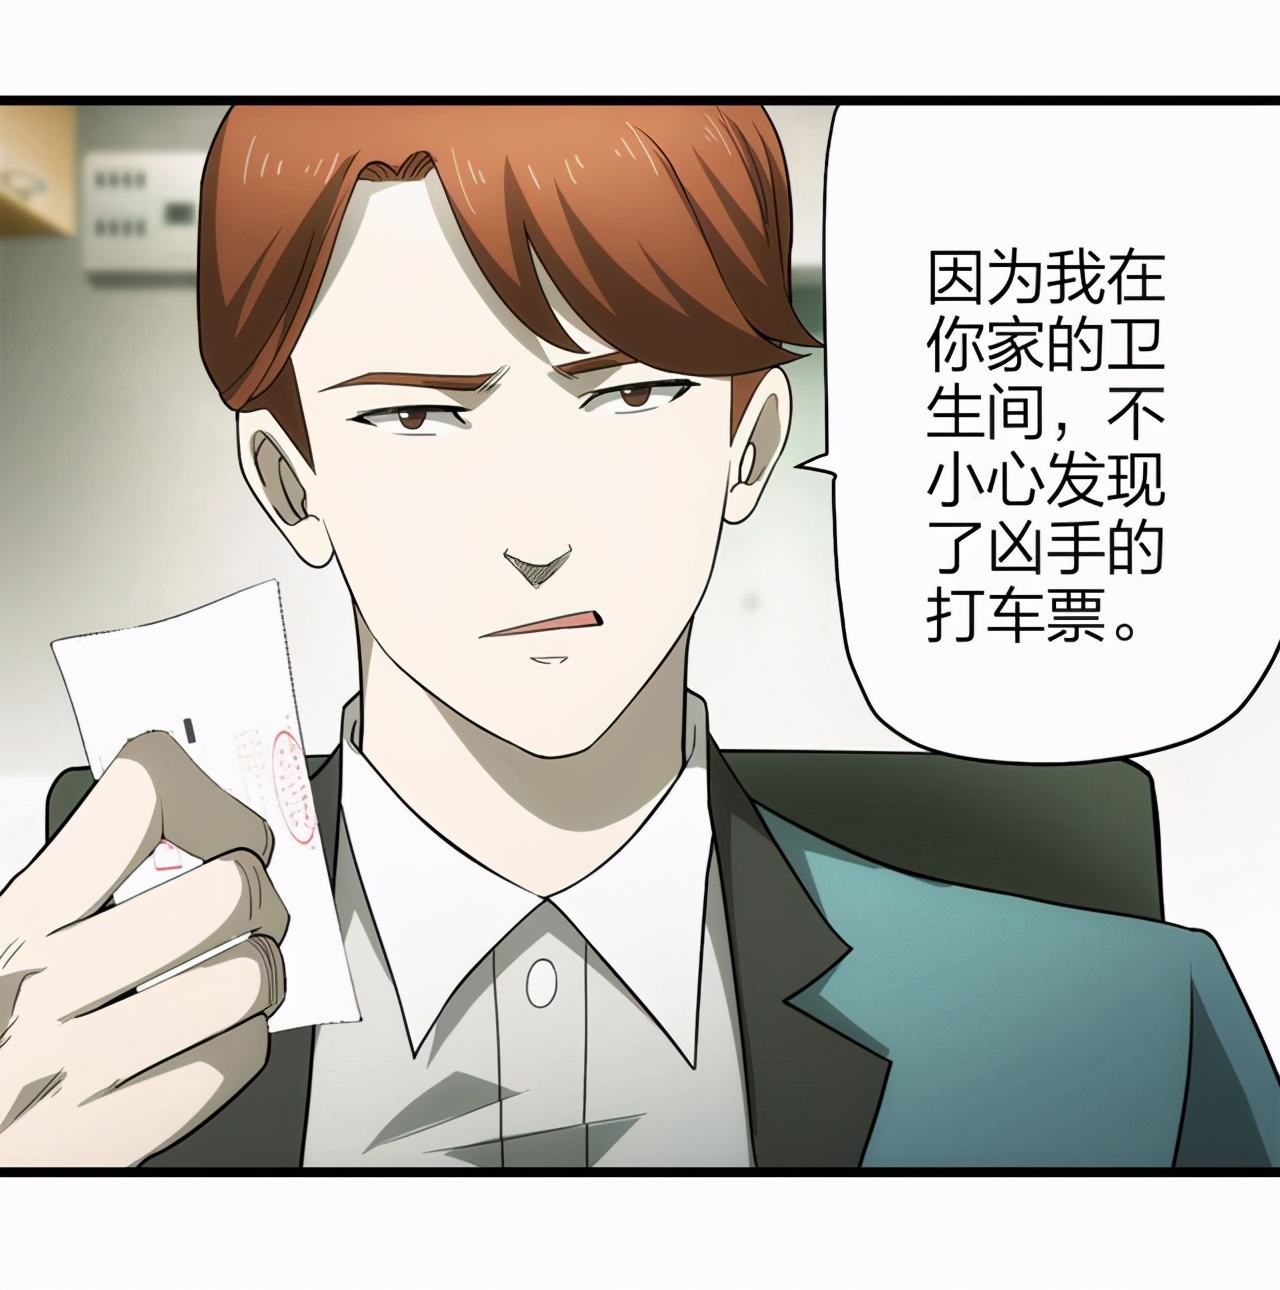 因为我在
你家的卫
生间，不
小心发现
了凶手的
打车票。